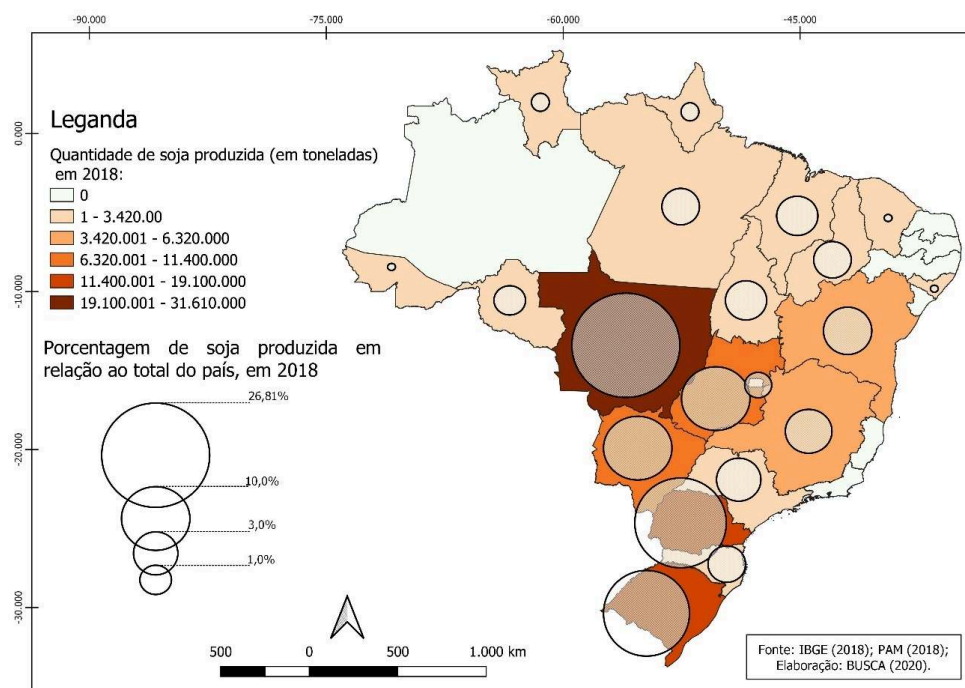 -90.000
-75.000
-60.000
-45.000
0.000
-10.000
-20.000
-30.000
Leganda
Quantidade de soja produzida (em toneladas)
em 2018:
0
1 - 3.420.00
3.420.001 - 6.320.000
6.320.001 - 11.400.000
11.400.001 - 19.100.000
19.100.001 - 31.610.000
Porcentagem de soja produzida em
relação ao total do país, em 2018
26,81%
10,0%
3,0%
1,0%
500 0 500 1.000 km
Fonte: IBGE (2018); PAM (2018);
Elaboração: BUSCA (2020).